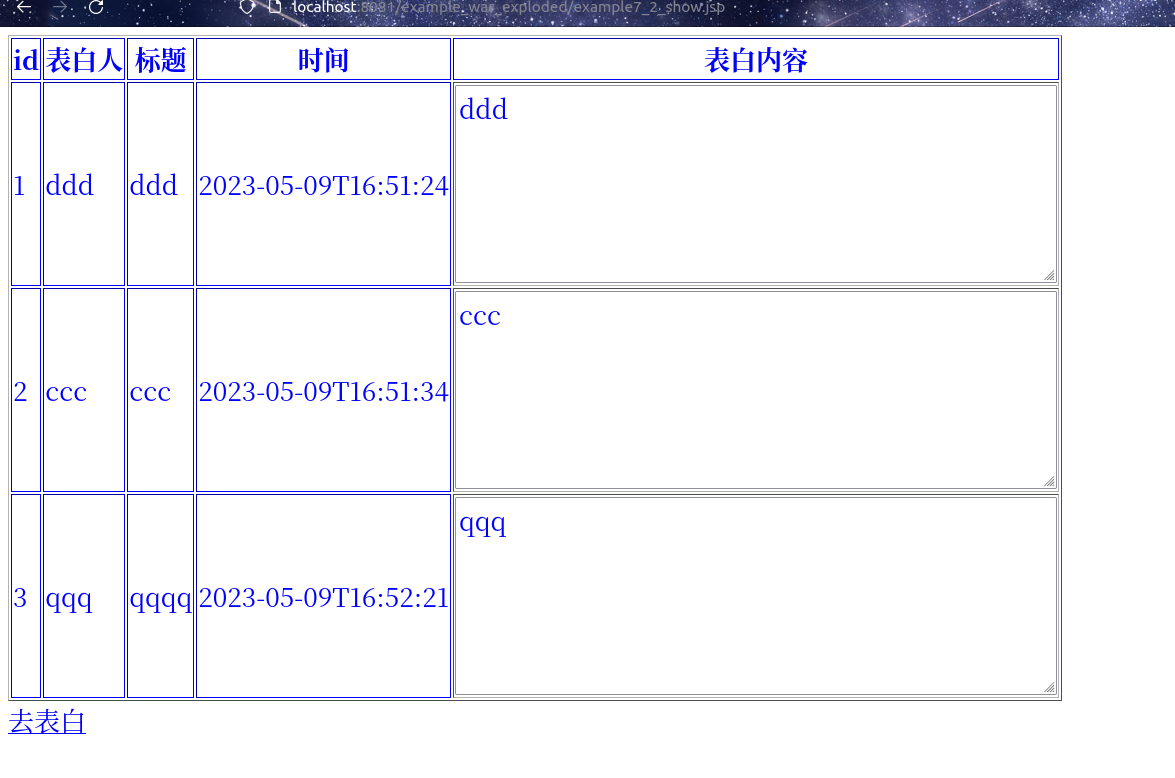 localhost:8081/example_war_exploded/example7_2_show.jsp
id 表白人 标题 时间 表白内容
1 ddd ddd 2023-05-09T16:51:24 ddd
2 ccc ccc 2023-05-09T16:51:34 ccc
3 qqq qqqq 2023-05-09T16:52:21 qqq
去表白